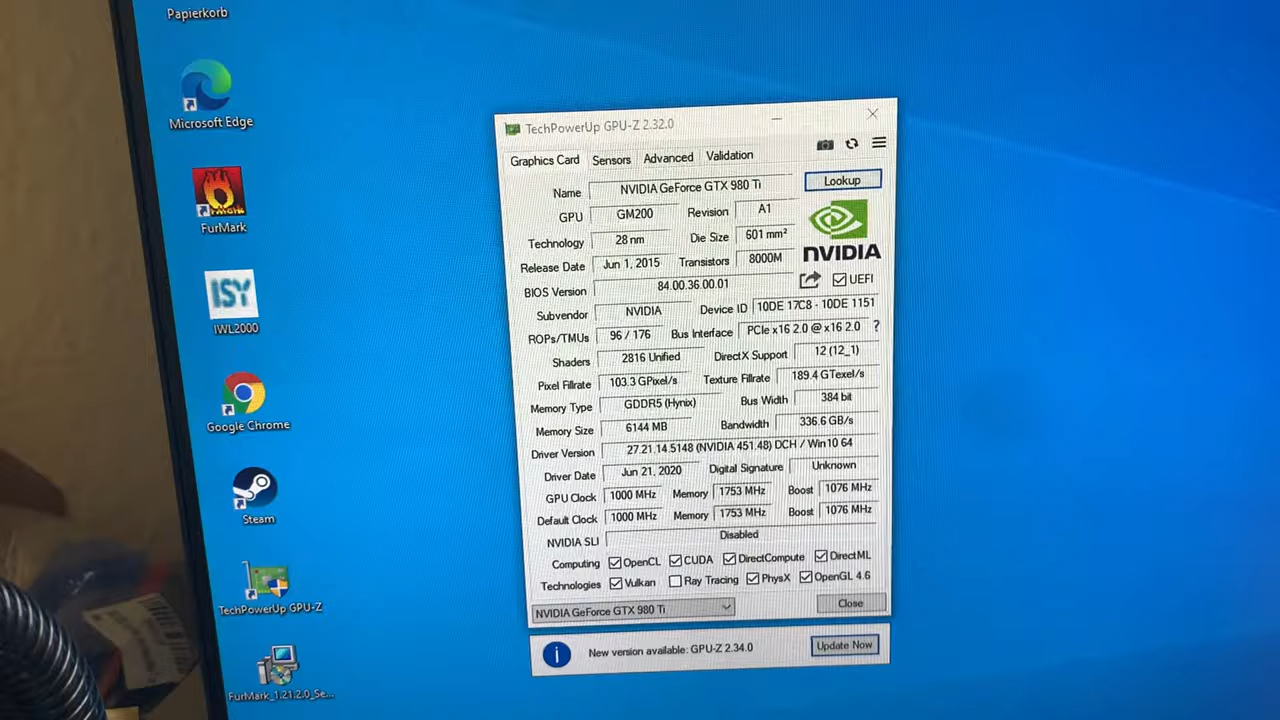 Papierkorb
Microsoft Edge
FurMark
ISY
IWL2000
Google Chrome
Steam
TechPowerUp GPU-Z
FurMark_1.21.2.0_Se...
TechPowerUp GPU-Z 2.32.0
Graphics Card Sensors Advanced Validation
Name NVIDIA GeForce GTX 980 Ti Lookup
GPU GM200 Revision A1
Technology 28 nm Die Size 601 mm²
NVIDIA
Release Date Jun 1, 2015 Transistors 8000M
BIOS Version 84.00.36.00.01 UEFI
Subvendor NVIDIA Device ID 10DE 17C8 - 10DE 1151
ROPs/TMUs 96 / 176 Bus Interface PCIe x16 2.0 @ x16 2.0 ?
Shaders 2816 Unified DirectX Support 12 (12_1)
Pixel Fillrate 103.3 GPixel/s Texture Fillrate 189.4 GTexel/s
Memory Type GDDR5 (Hynix) Bus Width 384 bit
Memory Size 6144 MB Bandwidth 336.6 GB/s
Driver Version 27.21.14.5148 (NVIDIA 451.48) DCH / Win10 64
Driver Date Jun 21, 2020 Digital Signature Unknown
GPU Clock 1000 MHz Memory 1753 MHz Boost 1076 MHz
Default Clock 1000 MHz Memory 1753 MHz Boost 1076 MHz
NVIDIA SLI Disabled
Computing OpenCL CUDA DirectCompute DirectML
Technologies Vulkan Ray Tracing PhysX OpenGL 4.6
NVIDIA GeForce GTX 980 Ti Close
New version available: GPU-Z 2.34.0 Update Now